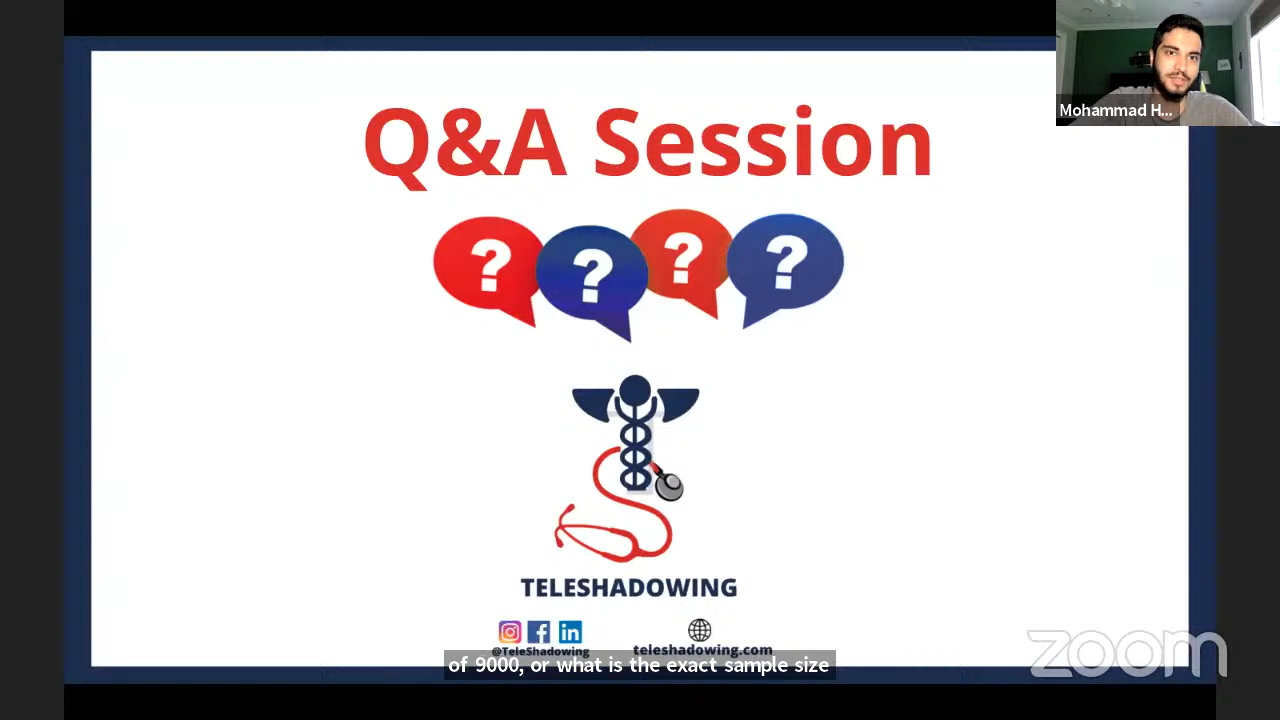 Q&A Session
? ? ? ?
Mohammad H...
TELESHADOWING
@TeleShadowing
teleshadowing.com
of 9000, or what is the exact sample size
zoom